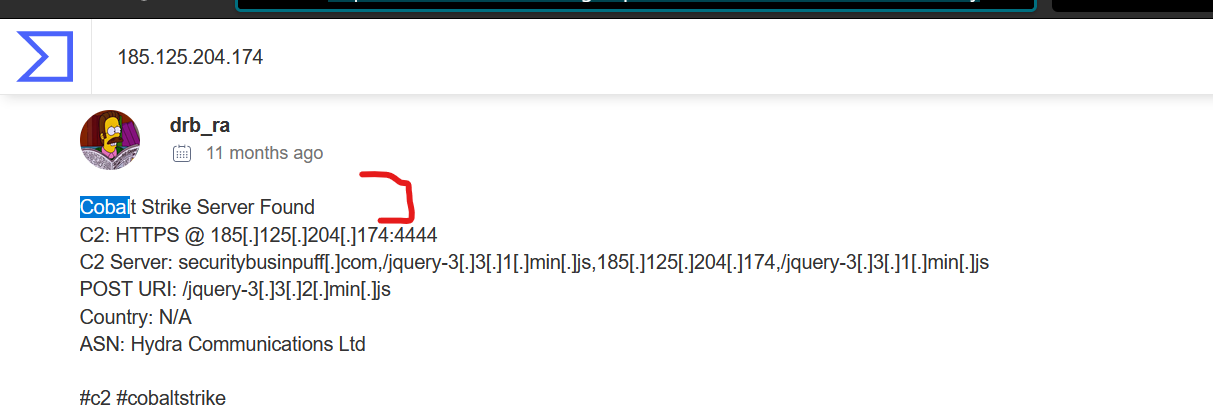 185.125.204.174
drb_ra
11 months ago
Cobalt Strike Server Found
C2: HTTPS @ 185[.]125[.]204[.]174:4444
C2 Server: securitybusinpuff[.]com,/jquery-3[.]3[.]1[.]min[.]js,185[.]125[.]204[.]174,/jquery-3[.]3[.]1[.]min[.]js
POST URI: /jquery-3[.]3[.]2[.]min[.]js
Country: N/A
ASN: Hydra Communications Ltd
#c2 #cobaltstrike